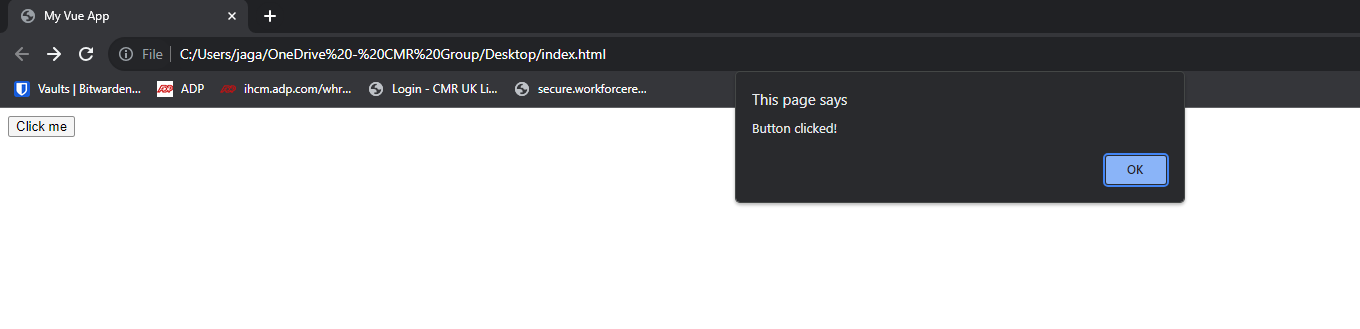 My Vue App
File C:/Users/jaga/OneDrive%20-%20CMR%20Group/Desktop/index.html
Vaults | Bitwarden... ADP ihcm.adp.com/whr... Login - CMR UK Li... secure.workforcere...
Click me
This page says
Button clicked!
OK